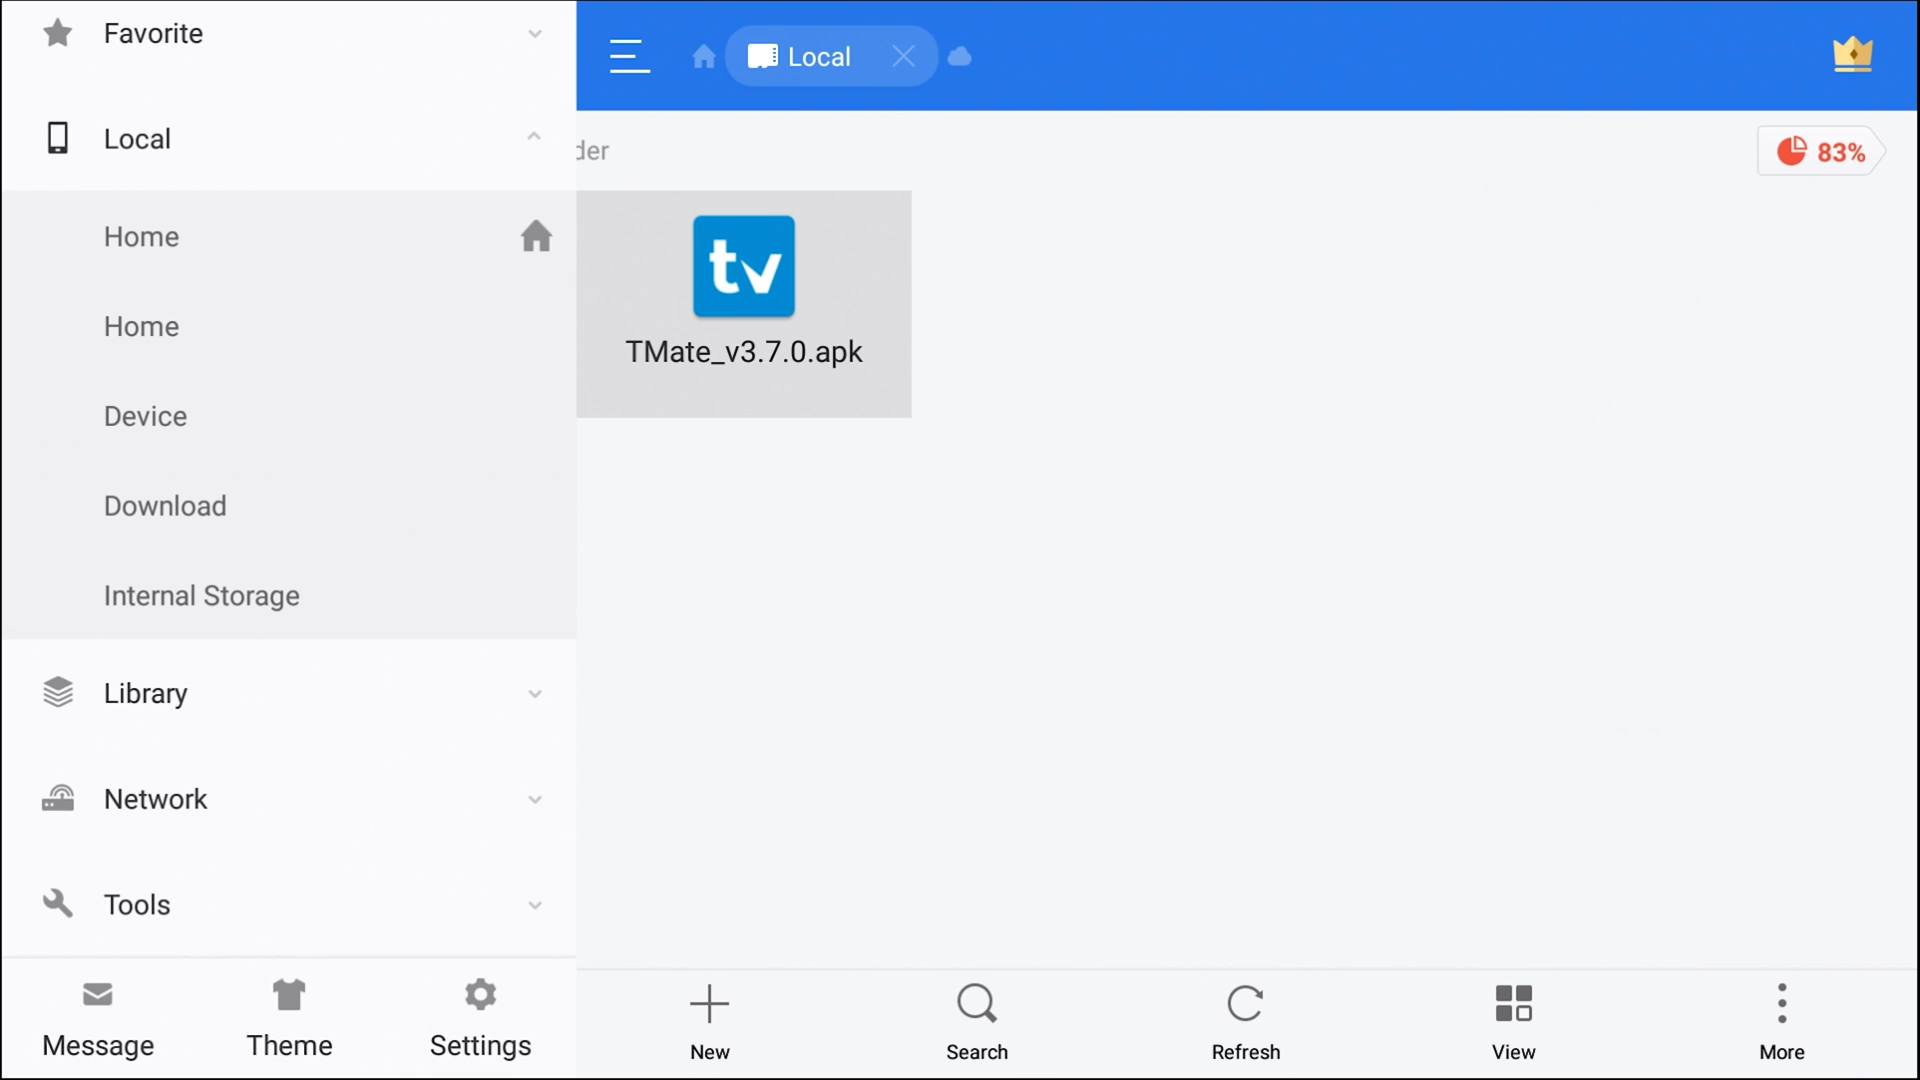 Favorite
Local
Home
Home
Device
Download
Internal Storage
Library
Network
Tools
Message
Theme
Settings
Local
der
83%
tv
TMate_v3.7.0.apk
New
Search
Refresh
View
More